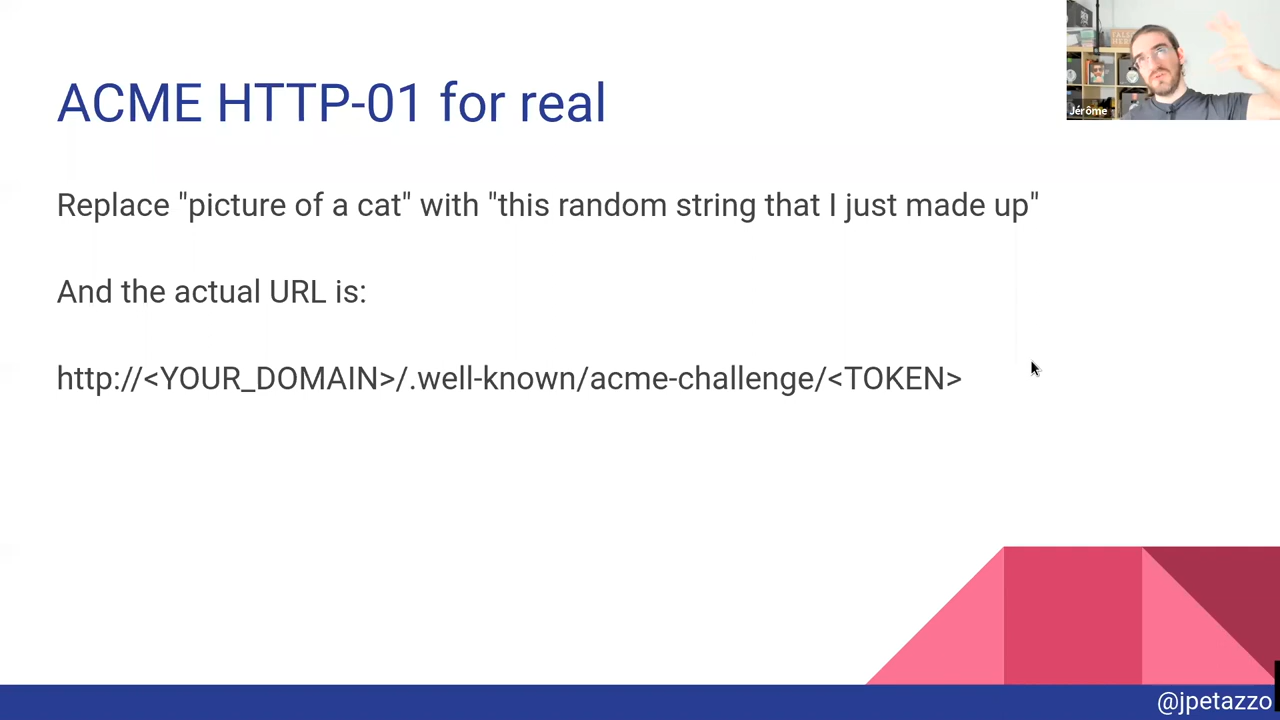 ACME HTTP-01 for real
Jérôme
Replace "picture of a cat" with "this random string that I just made up"
And the actual URL is:
http://<YOUR_DOMAIN>/.well-known/acme-challenge/<TOKEN>
@jpetazzo